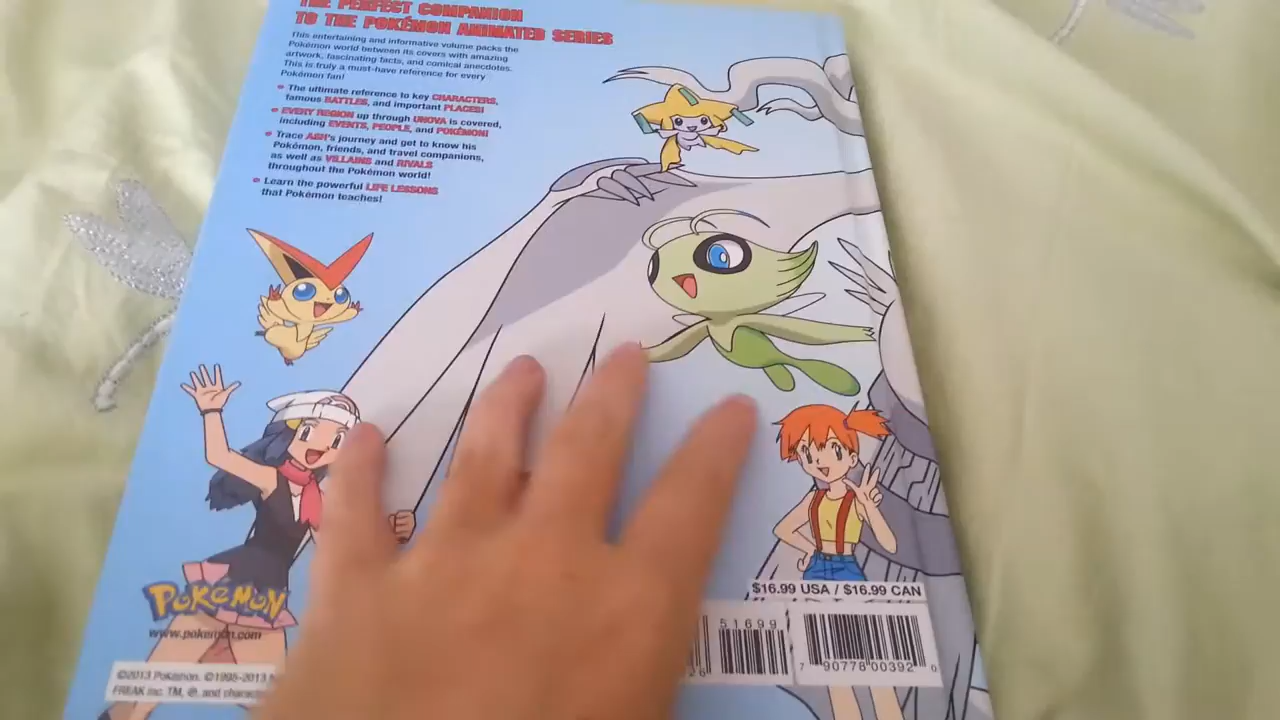 THE PERFECT COMPANION
TO THE POKÉMON ANIMATED SERIES
This entertaining and informative volume packs the
Pokémon world between its covers with amazing
artwork, fascinating facts, and comical anecdotes.
This is truly a must-have reference for every
Pokémon fan!
• The ultimate reference to key CHARACTERS,
famous BATTLES, and important PLACES!
• EVERY REGION up through UNOVA is covered,
including EVENTS, PEOPLE, and POKÉMON!
• Trace ASH's journey and get to know his
Pokémon, friends, and travel companions,
as well as VILLAINS and RIVALS
throughout the Pokémon world!
• Learn the powerful LIFE LESSONS
that Pokémon teaches!
POKÉMON
www.pokemon.com
©2013 Pokémon. ©1995-2013
FREAK inc. TM, ®, and
$16.99 USA / $16.99 CAN
51699
7 90778 00392 0